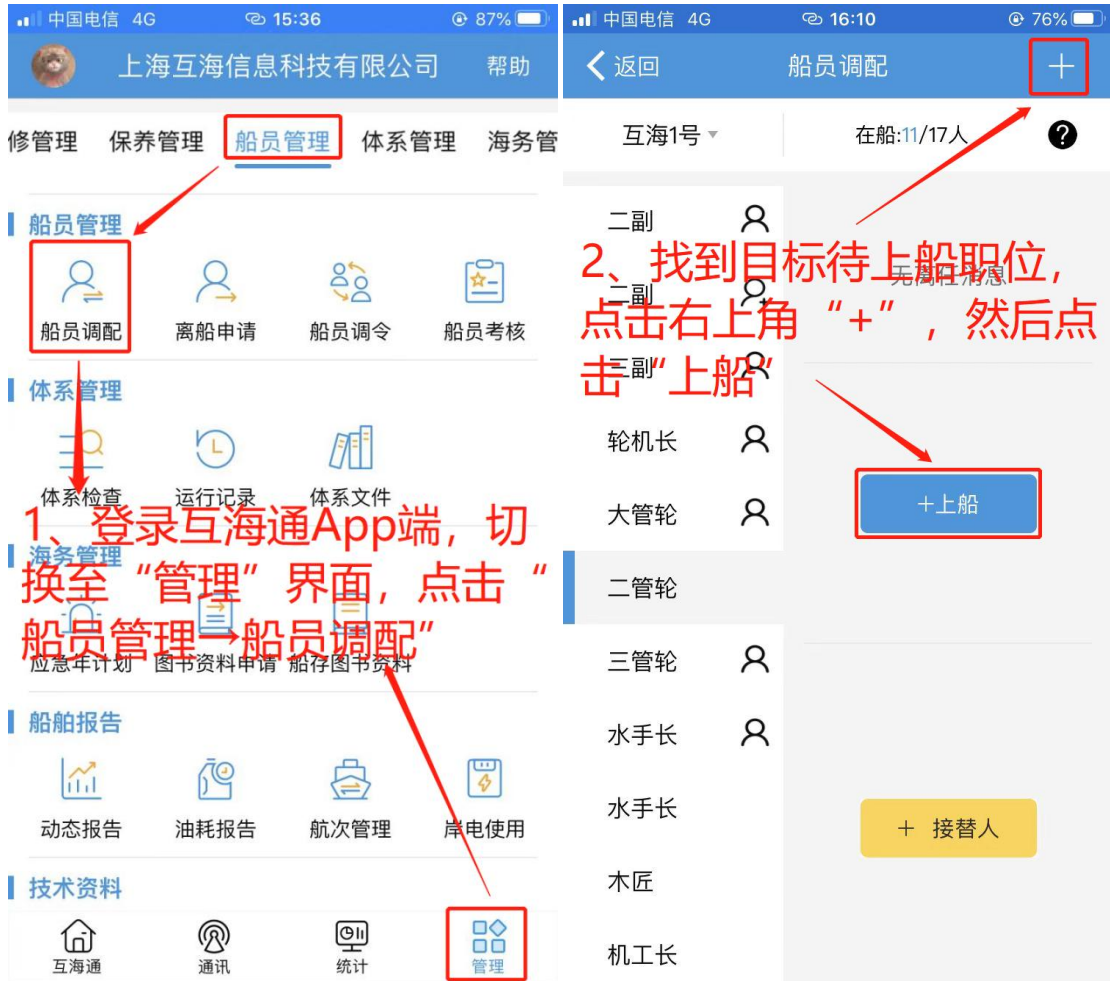 中国电信 4G 15:36 87%
上海互海信息科技有限公司 帮助
修管理 保养管理 船员管理 体系管理 海务管
船员管理
船员调配 离船申请 船员调令 船员考核
体系管理
体系检查 运行记录 体系文件
1、登录互海通App端，切
换至“管理”界面，点击“
船员管理→船员调配”
海务管理
应急年计划 图书资料申请 船存图书资料
船舶报告
动态报告 油耗报告 航次管理 岸电使用
技术资料
互海通 通讯 统计 管理
中国电信 4G 16:10 76%
返回 船员调配 +
互海1号 在船:11/17人 ?
二副
2、找到目标待上船职位，
点击右上角“+”，然后点
击“上船”
无离任消息
二副
三副
轮机长
大管轮
+上船
二管轮
三管轮
水手长
水手长
+ 接替人
木匠
机工长